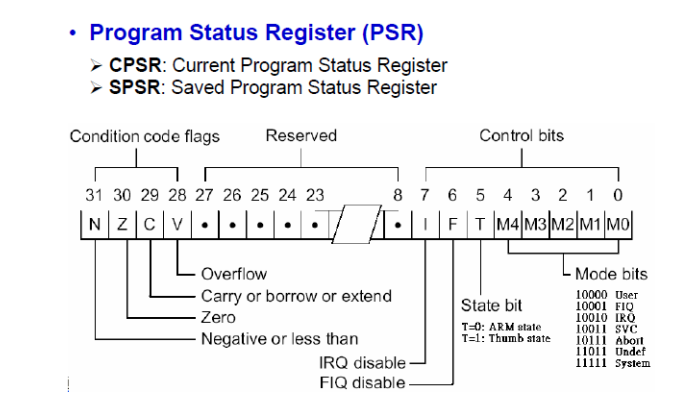 • Program Status Register (PSR)
➢ CPSR: Current Program Status Register
➢ SPSR: Saved Program Status Register
Condition code flags Reserved Control bits
31 30 29 28 27 26 25 24 23 8 7 6 5 4 3 2 1 0
N Z C V • • • • • • I F T M4 M3 M2 M1 M0
Overflow
Carry or borrow or extend
Zero
Negative or less than
IRQ disable
FIQ disable
State bit
T=0: ARM state
T=1: Thumb state
Mode bits
10000 User
10001 FIQ
10010 IRQ
10011 SVC
10111 Abort
11011 Undef
11111 System